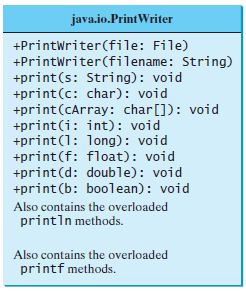 java.io.PrintWriter
+PrintWriter(file: File)
+PrintWriter(filename: String)
+print(s: String): void
+print(c: char): void
+print(cArray: char[]): void
+print(i: int): void
+print(l: long): void
+print(f: float): void
+print(d: double): void
+print(b: boolean): void
Also contains the overloaded
println methods.
Also contains the overloaded
printf methods.